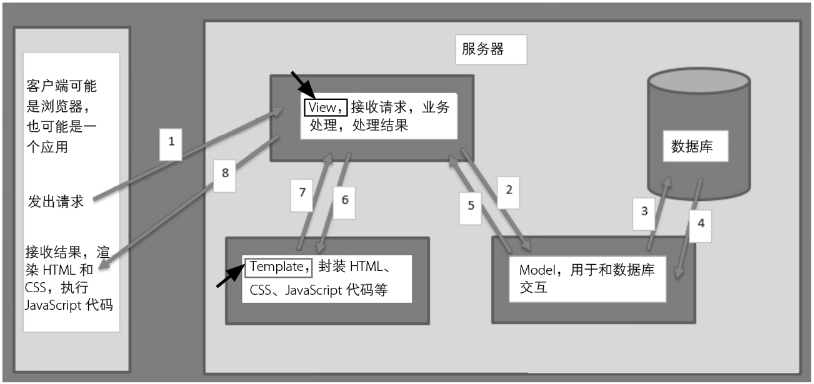 服务器
客户端可能
是浏览器，
也可能是一
个应用
发出请求
接收结果，渲
染 HTML 和
CSS，执行
JavaScript 代码
1
8
View，接收请求，业务
处理，处理结果
7
6
5
2
3
4
数据库
Template，封装 HTML、
CSS、JavaScript 代码等
Model，用于和数据库
交互